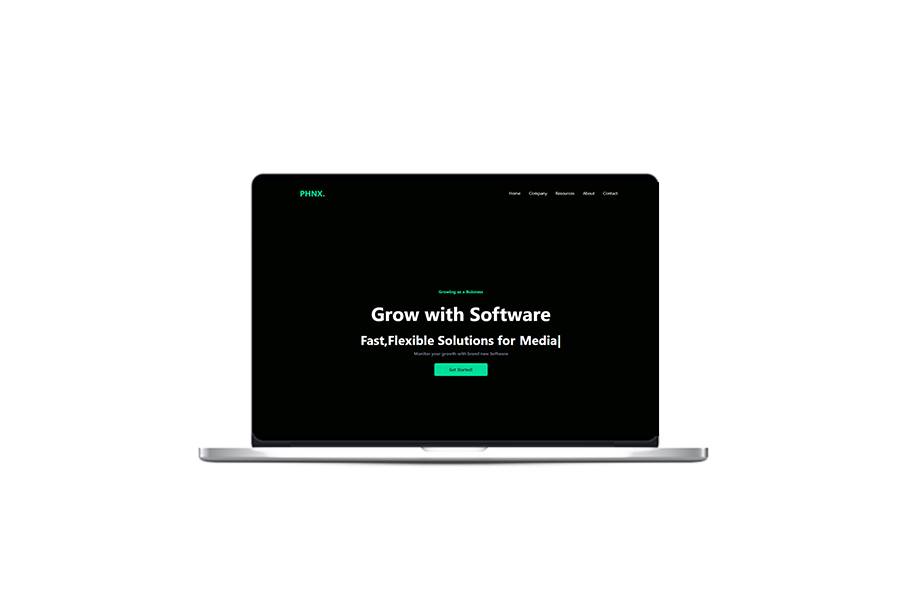 PHNX.
Home Company Resources About Contact
Growing as a Buisness
Grow with Software
Fast,Flexible Solutions for Media|
Monitor your growth with brand new Software
Get Started!